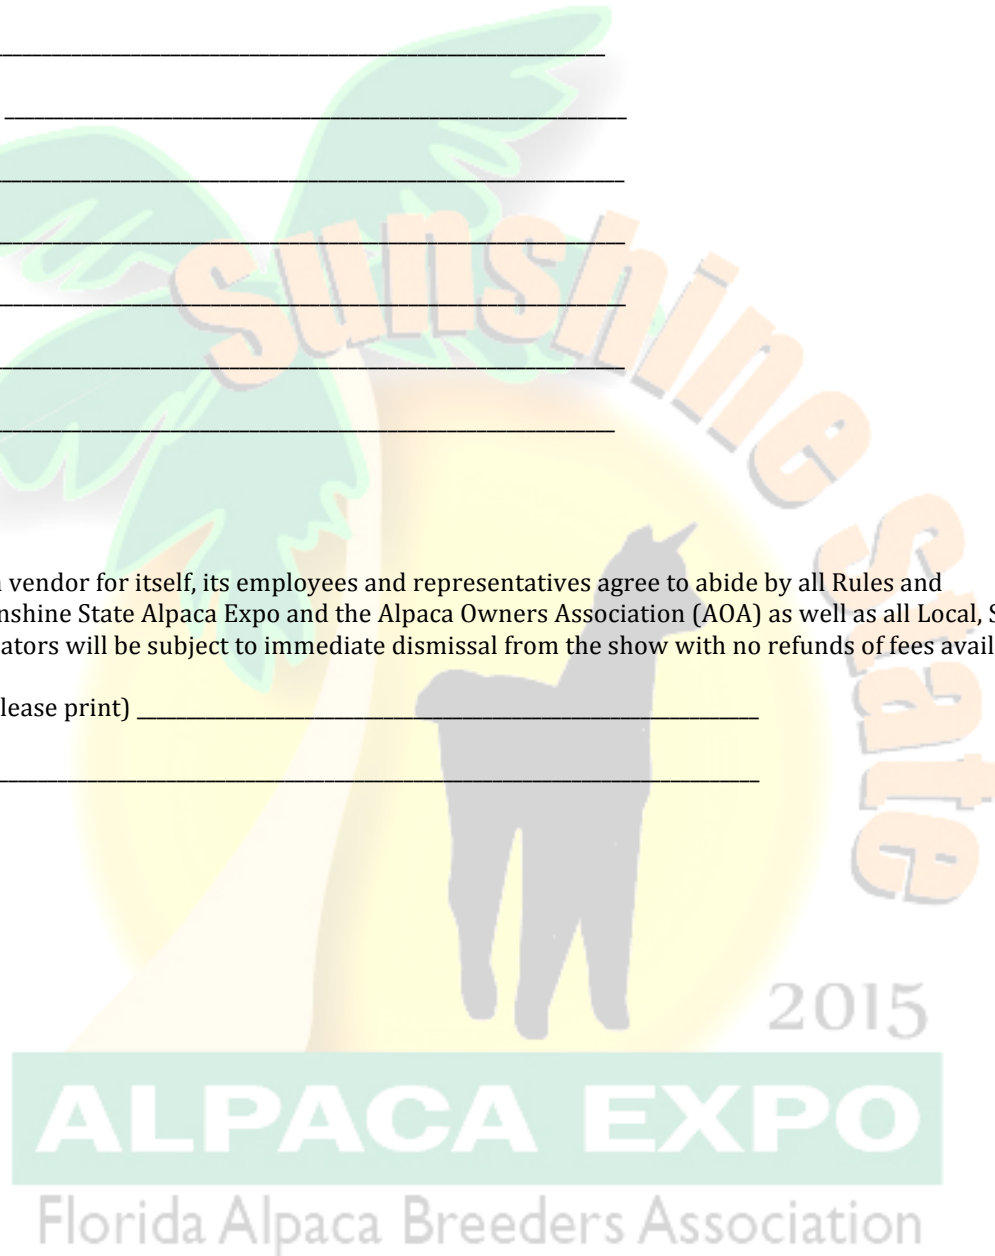 vendor for itself, its employees and representatives agree to abide by all Rules and
nshine State Alpaca Expo and the Alpaca Owners Association (AOA) as well as all Local, S
ators will be subject to immediate dismissal from the show with no refunds of fees avail
lease print) ______________________________________________
Sunshine State
2015
ALPACA EXPO
Florida Alpaca Breeders Association